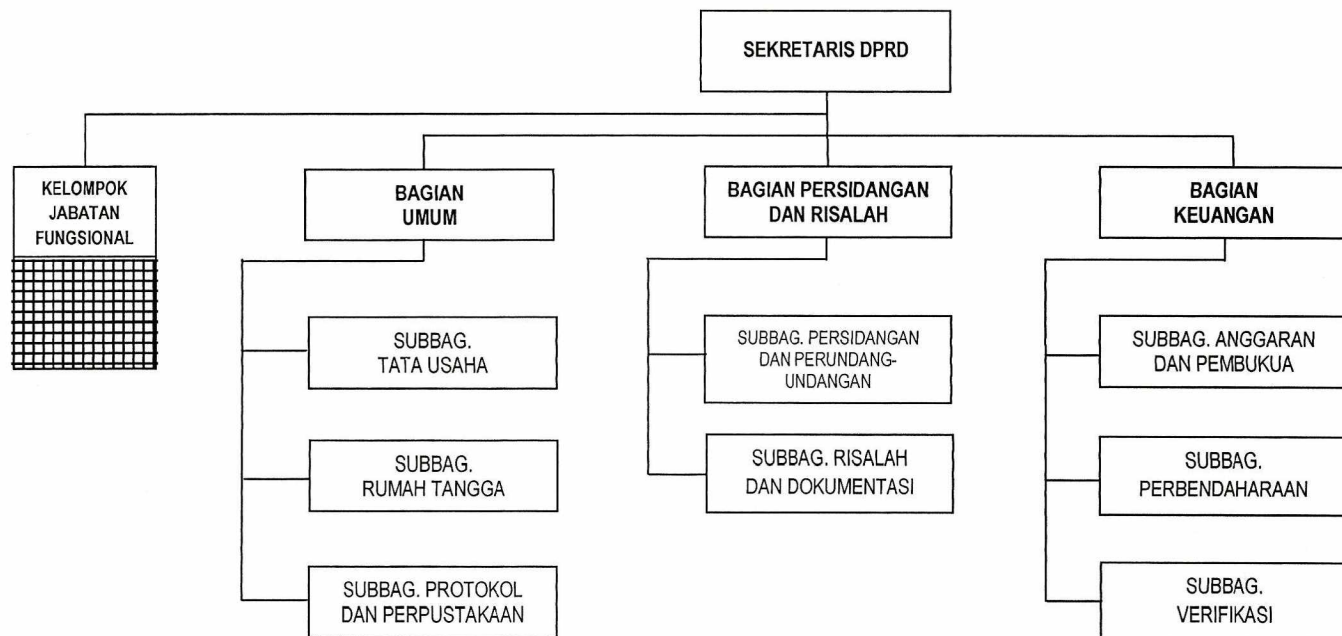 SEKRETARIS DPRD
KELOMPOK
JABATAN
FUNGSIONAL
BAGIAN
UMUM
BAGIAN PERSIDANGAN
DAN RISALAH
BAGIAN
KEUANGAN
SUBBAG.
TATA USAHA
SUBBAG. PERSIDANGAN
DAN PERUNDANG-
UNDANGAN
SUBBAG. ANGGARAN
DAN PEMBUKUA
SUBBAG.
RUMAH TANGGA
SUBBAG. RISALAH
DAN DOKUMENTASI
SUBBAG.
PERBENDAHARAAN
SUBBAG. PROTOKOL
DAN PERPUSTAKAAN
SUBBAG.
VERIFIKASI